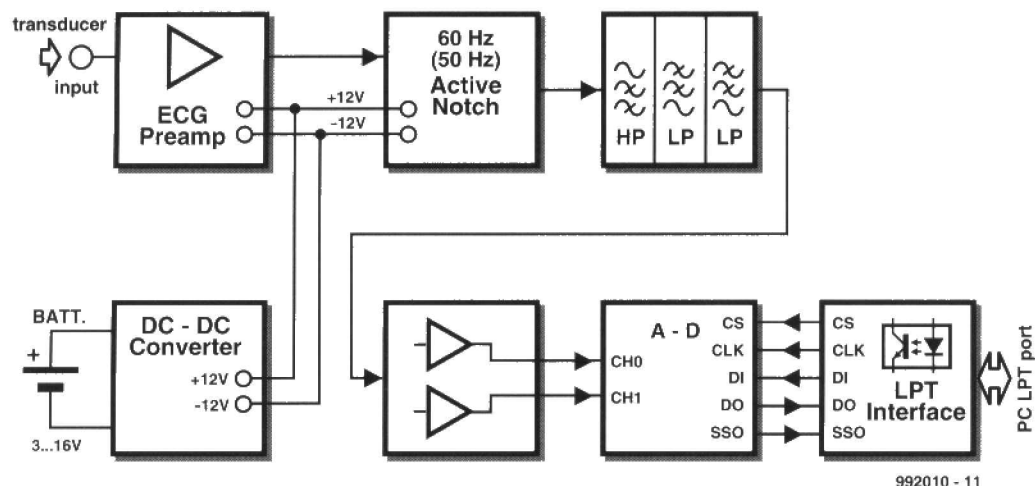 transducer
input
ECG
Preamp
+12V
-12V
60 Hz
(50 Hz)
Active
Notch
HP
LP
LP
BATT.
+
3...16V
DC - DC
Converter
+12V
-12V
A - D
CH0
CH1
CS
CLK
DI
DO
SSO
CS
CLK
DI
DO
SSO
LPT
Interface
PC LPT port
992010 - 11